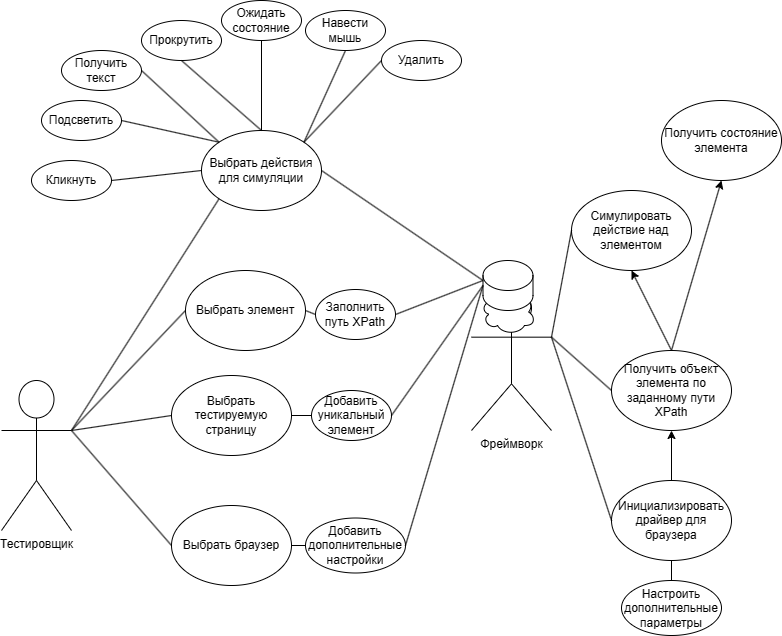 Ожидать
состояние
Навести
мышь
Прокрутить
Удалить
Получить
текст
Подсветить
Кликнуть
Выбрать действия
для симуляции
Получить состояние
элемента
Симулировать
действие над
элементом
Выбрать элемент
Заполнить
путь XPath
Получить объект
элемента по
заданному пути
XPath
Выбрать
тестируемую
страницу
Добавить
уникальный
элемент
Фреймворк
Тестировщик
Выбрать браузер
Добавить
дополнительные
настройки
Инициализировать
драйвер для
браузера
Настроить
дополнительные
параметры